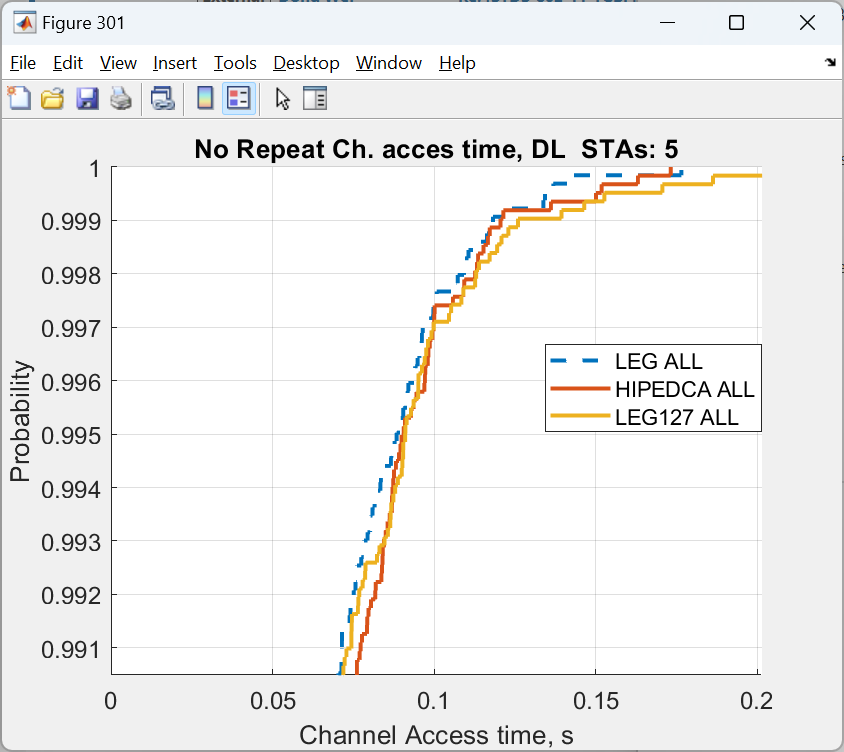 Figure 301
File Edit View Insert Tools Desktop Window Help
No Repeat Ch. acces time, DL  STAs: 5
1
0.999
0.998
0.997
0.996
0.995
0.994
0.993
0.992
0.991
Probability
LEG ALL
HIPEDCA ALL
LEG127 ALL
0 0.05 0.1 0.15 0.2
Channel Access time, s